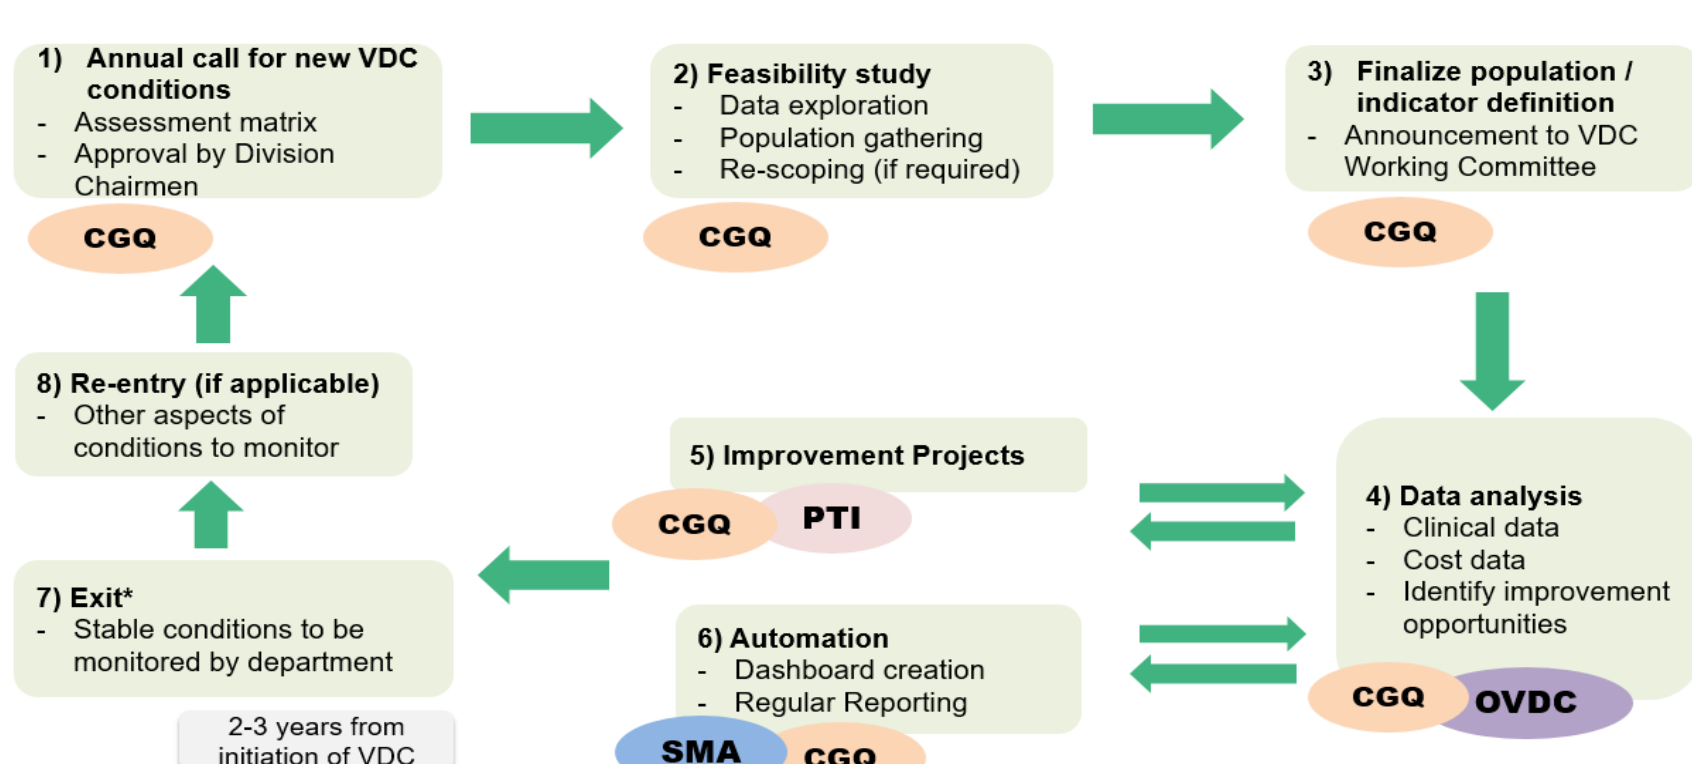 1) Annual call for new VDC
conditions
- Assessment matrix
- Approval by Division
Chairmen
CGQ
2) Feasibility study
- Data exploration
- Population gathering
- Re-scoping (if required)
CGQ
3) Finalize population /
indicator definition
- Announcement to VDC
Working Committee
CGQ
4) Data analysis
- Clinical data
- Cost data
- Identify improvement
opportunities
CGQ
OVDC
5) Improvement Projects
CGQ
PTI
6) Automation
- Dashboard creation
- Regular Reporting
SMA
CGQ
7) Exit*
- Stable conditions to be
monitored by department
2-3 years from
initiation of VDC
8) Re-entry (if applicable)
- Other aspects of
conditions to monitor